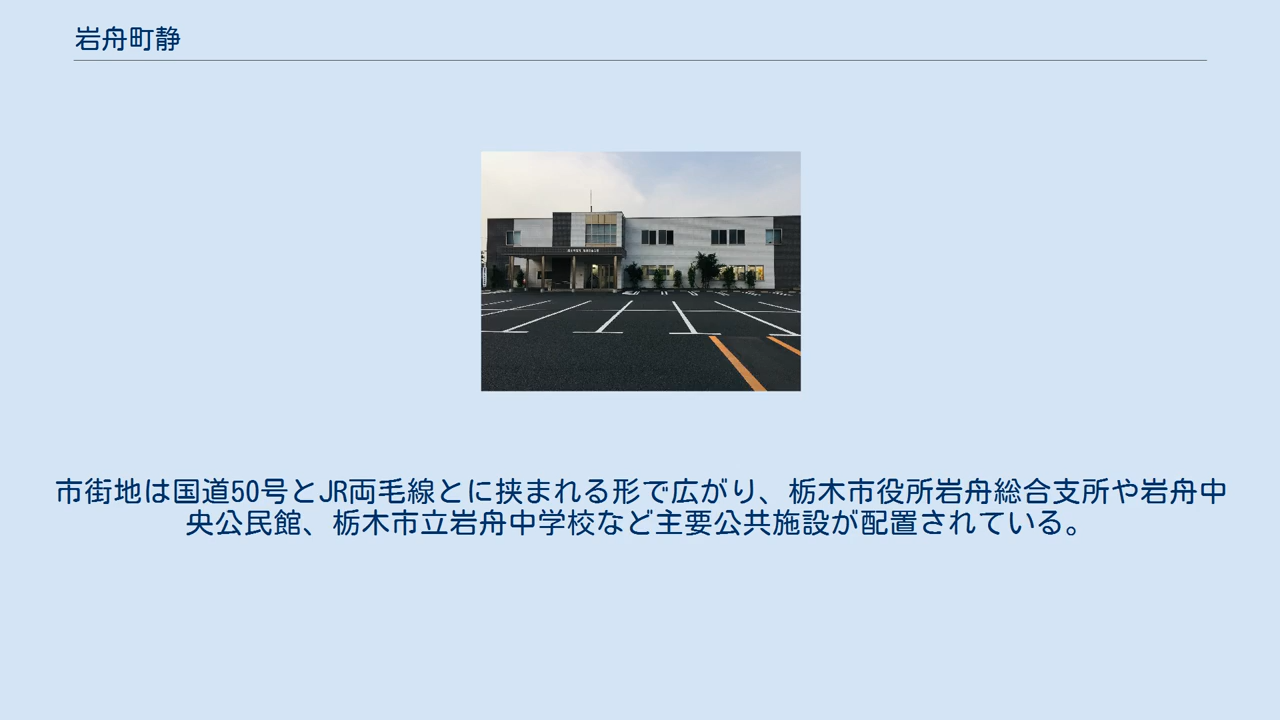 岩舟町静
市街地は国道50号とJR両毛線とに挟まれる形で広がり、栃木市役所岩舟総合支所や岩舟中
央公民館、栃木市立岩舟中学校など主要公共施設が配置されている。